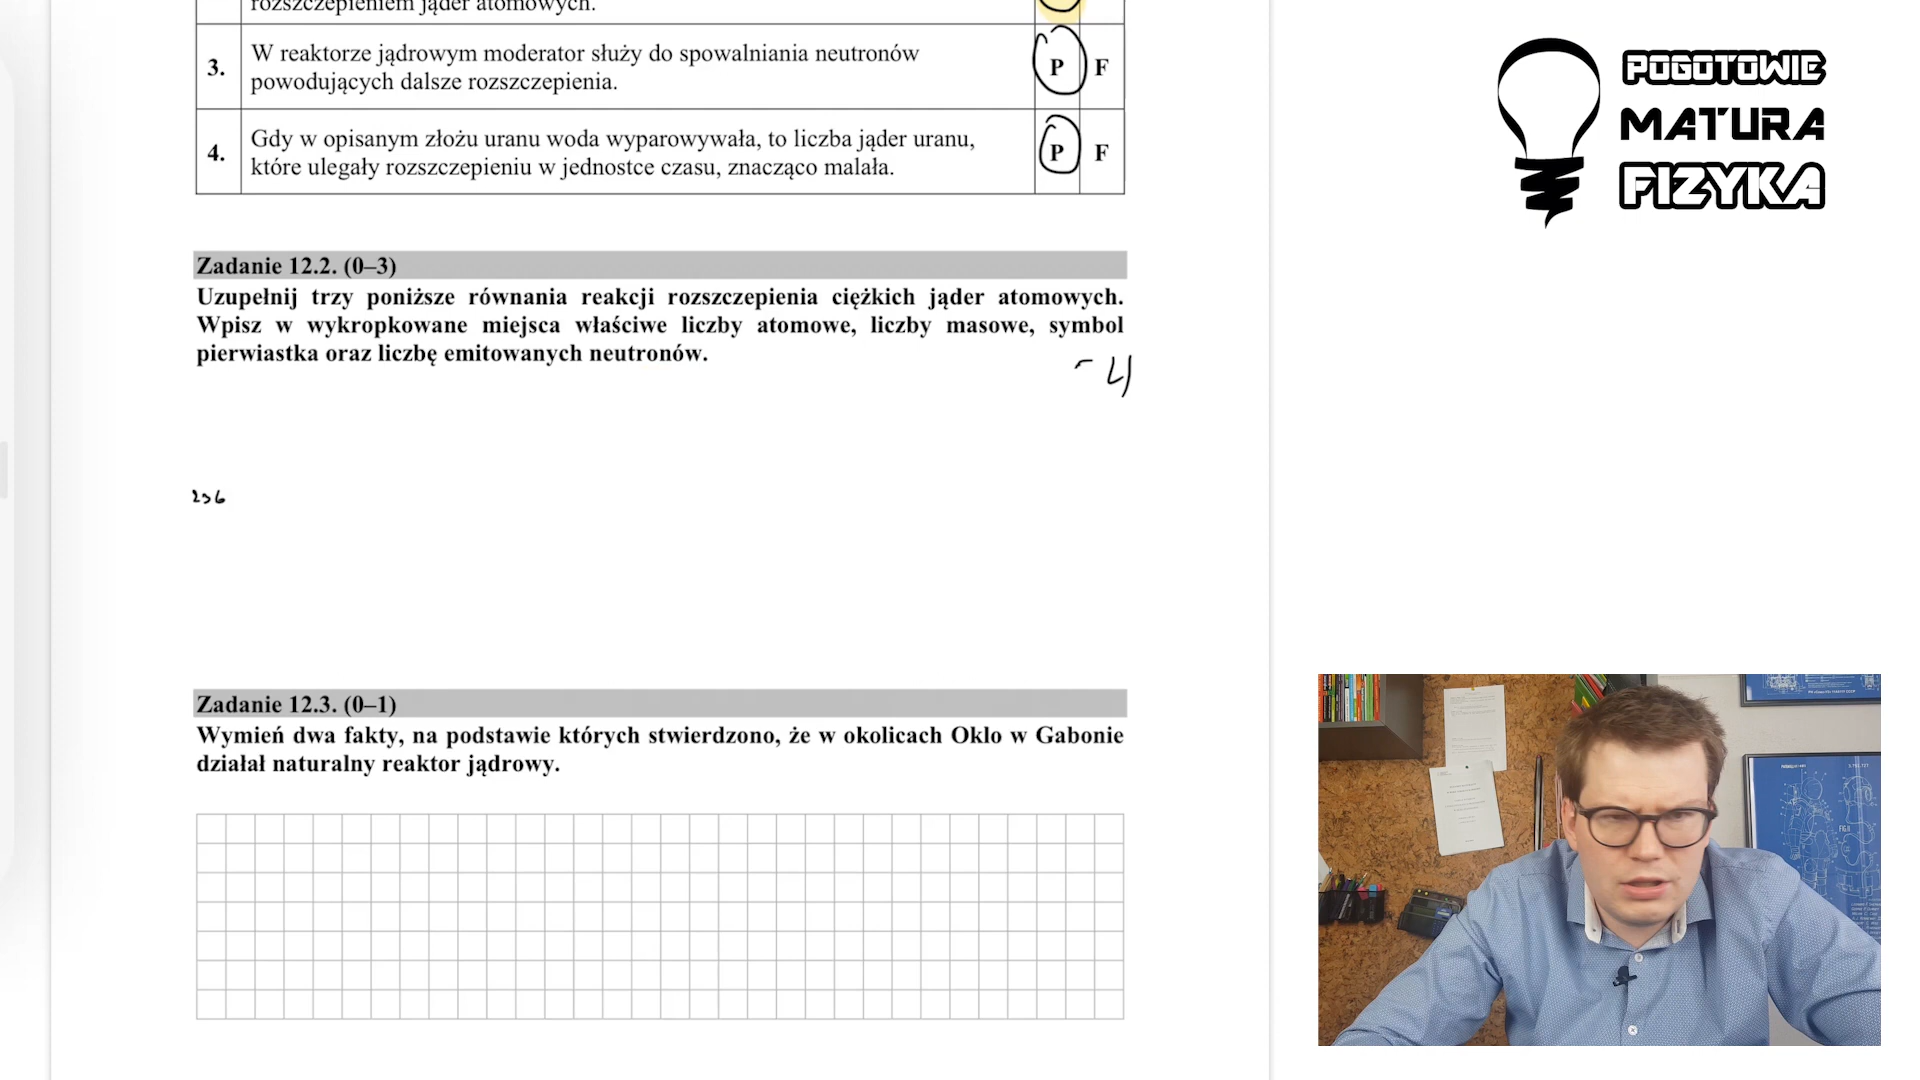 rozszczepieniem jąder atomowych.
3. W reaktorze jądrowym moderator służy do spowalniania neutronów P F
powodujących dalsze rozszczepienia.
4. Gdy w opisanym złożu uranu woda wyparowywała, to liczba jąder uranu, P F
które ulegały rozszczepieniu w jednostce czasu, znacząco malała.
Zadanie 12.2. (0–3)
Uzupełnij trzy poniższe równania reakcji rozszczepienia ciężkich jąder atomowych.
Wpisz w wykropkowane miejsca właściwe liczby atomowe, liczby masowe, symbol
pierwiastka oraz liczbę emitowanych neutronów.
- 4
236
Zadanie 12.3. (0–1)
Wymień dwa fakty, na podstawie których stwierdzono, że w okolicach Oklo w Gabonie
działał naturalny reaktor jądrowy.
POGOTOWIE
MATURA
FIZYKA